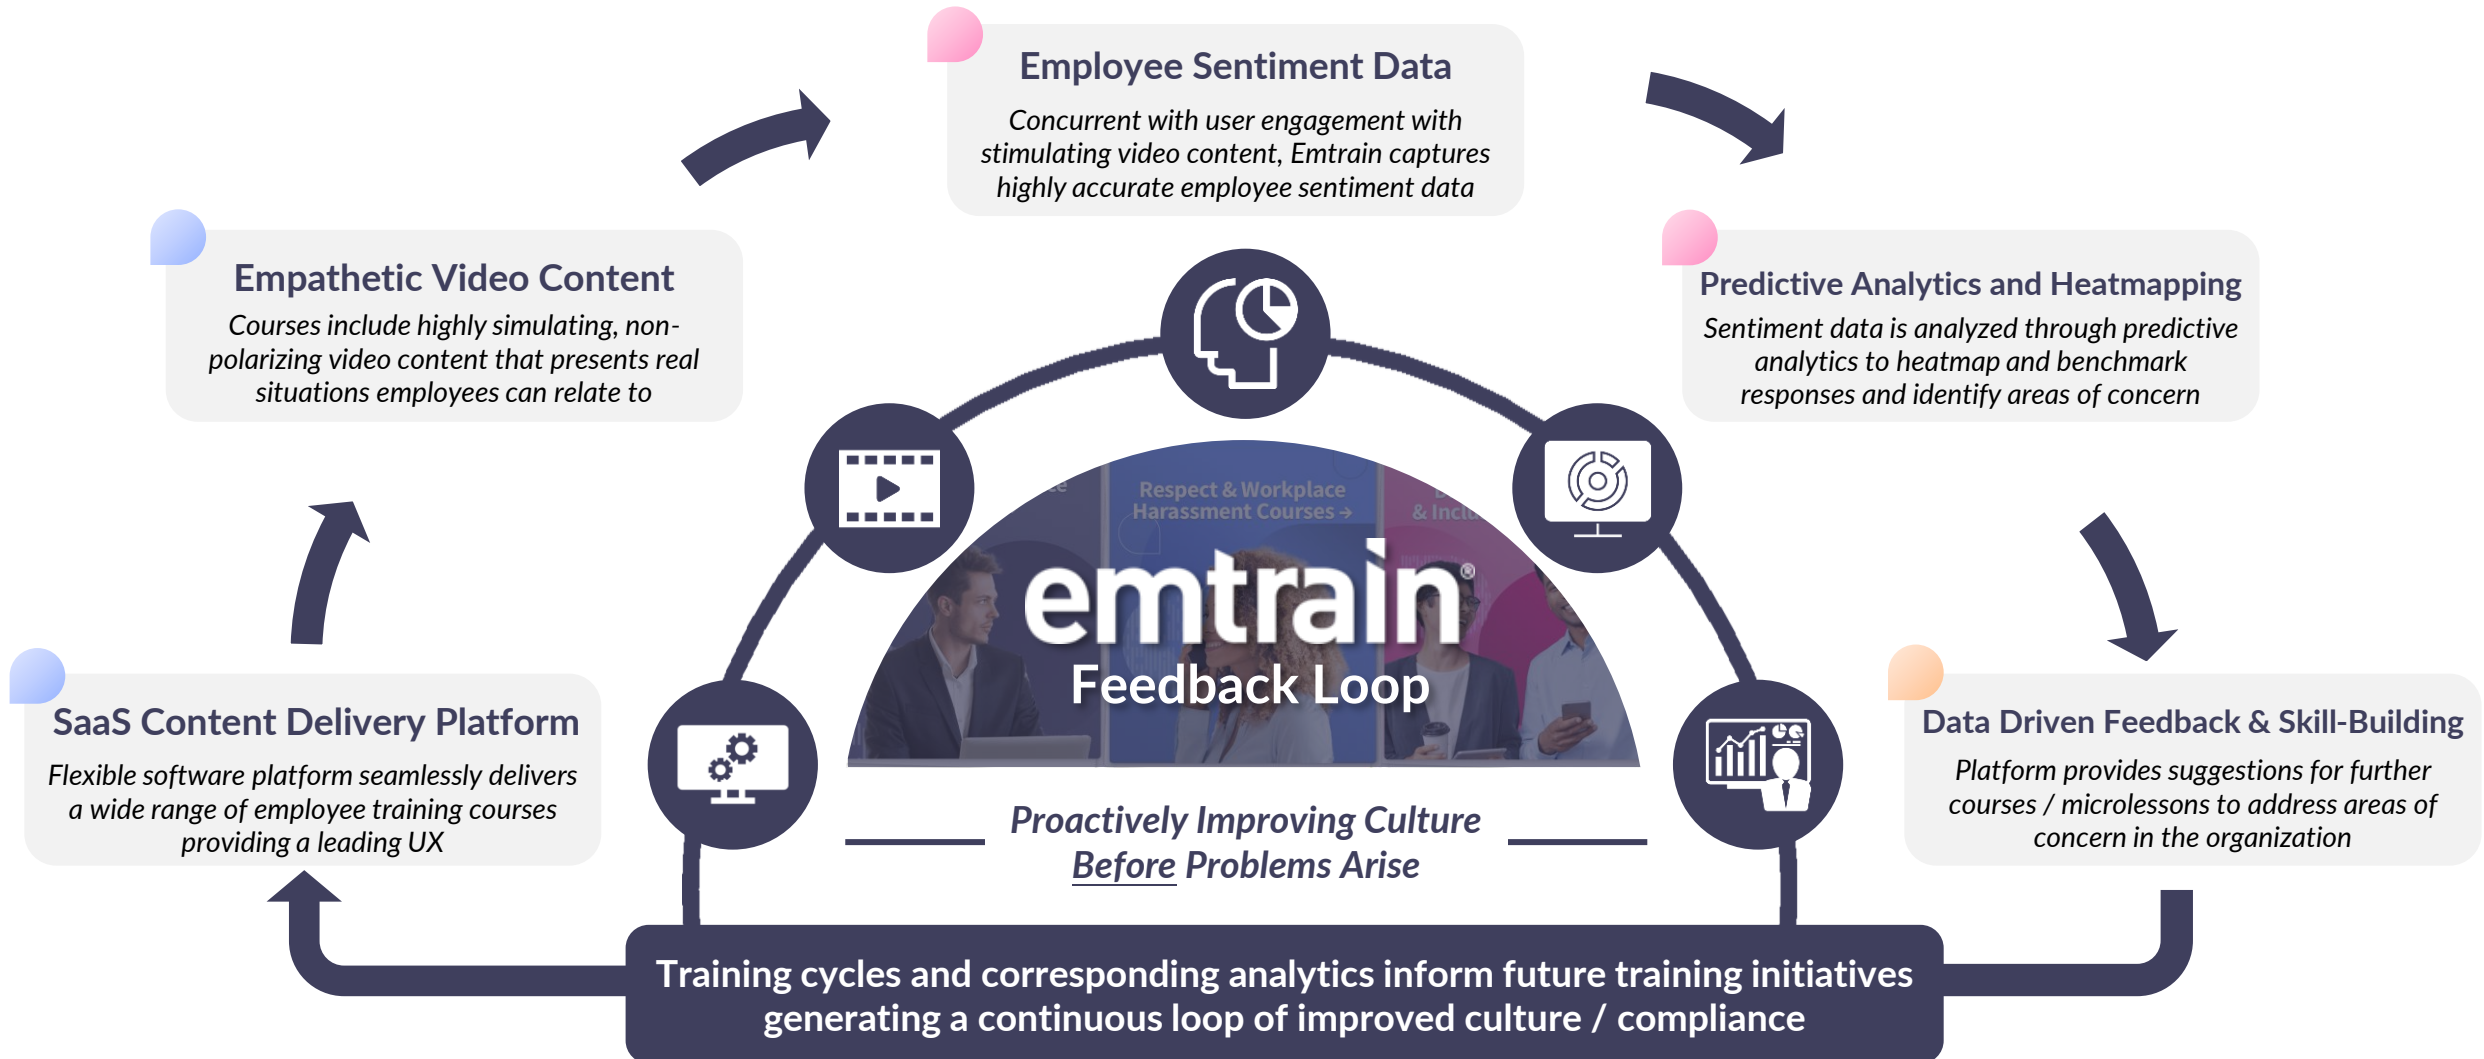 Employee Sentiment Data
Concurrent with user engagement with
stimulating video content, Emtrain captures
highly accurate employee sentiment data
Empathetic Video Content
Courses include highly simulating, non-
polarizing video content that presents real
situations employees can relate to
Predictive Analytics and Heatmapping
Sentiment data is analyzed through predictive
analytics to heatmap and benchmark
responses and identify areas of concern
Respect & Workplace
Harassment Courses →
emtrain®
Feedback Loop
SaaS Content Delivery Platform
Flexible software platform seamlessly delivers
a wide range of employee training courses
providing a leading UX
Data Driven Feedback & Skill-Building
Platform provides suggestions for further
courses / microlessons to address areas of
concern in the organization
Proactively Improving Culture
Before Problems Arise
Training cycles and corresponding analytics inform future training initiatives
generating a continuous loop of improved culture / compliance